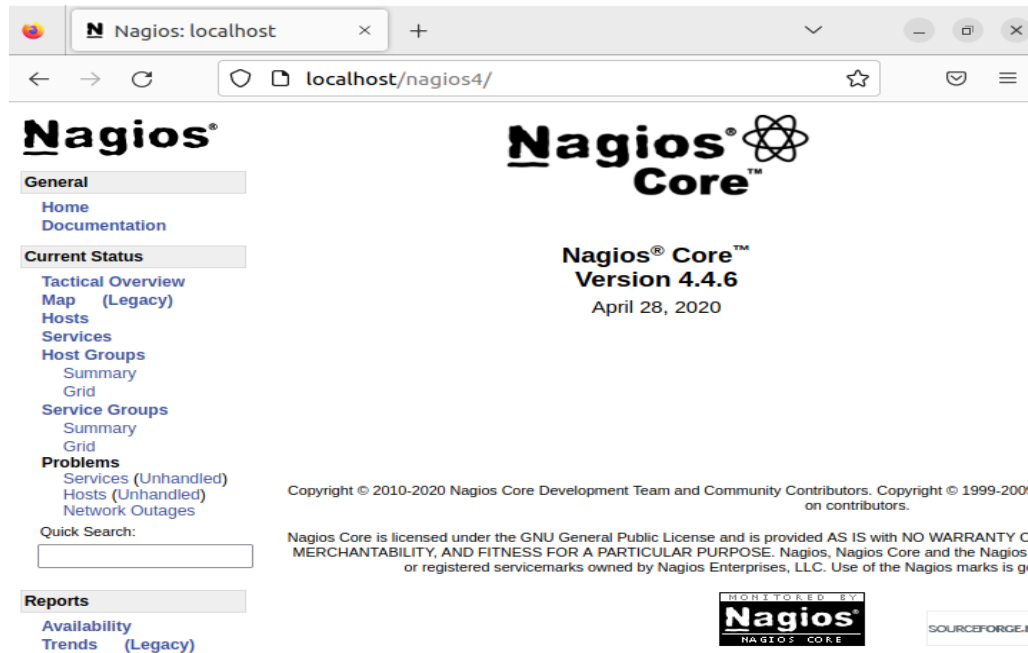 Nagios: localhost
localhost/nagios4/
Nagios®
General
Home
Documentation
Current Status
Tactical Overview
Map (Legacy)
Hosts
Services
Host Groups
Summary
Grid
Service Groups
Summary
Grid
Problems
Services (Unhandled)
Hosts (Unhandled)
Network Outages
Quick Search:
Reports
Availability
Trends (Legacy)
Nagios®
Core™
Nagios® Core™
Version 4.4.6
April 28, 2020
Copyright © 2010-2020 Nagios Core Development Team and Community Contributors. Copyright © 1999-2009
on contributors.
Nagios Core is licensed under the GNU General Public License and is provided AS IS with NO WARRANTY O
MERCHANTABILITY, AND FITNESS FOR A PARTICULAR PURPOSE. Nagios, Nagios Core and the Nagios
or registered servicemarks owned by Nagios Enterprises, LLC. Use of the Nagios marks is g
MONITORED BY
Nagios®
NAGIOS CORE
SOURCEFORGE